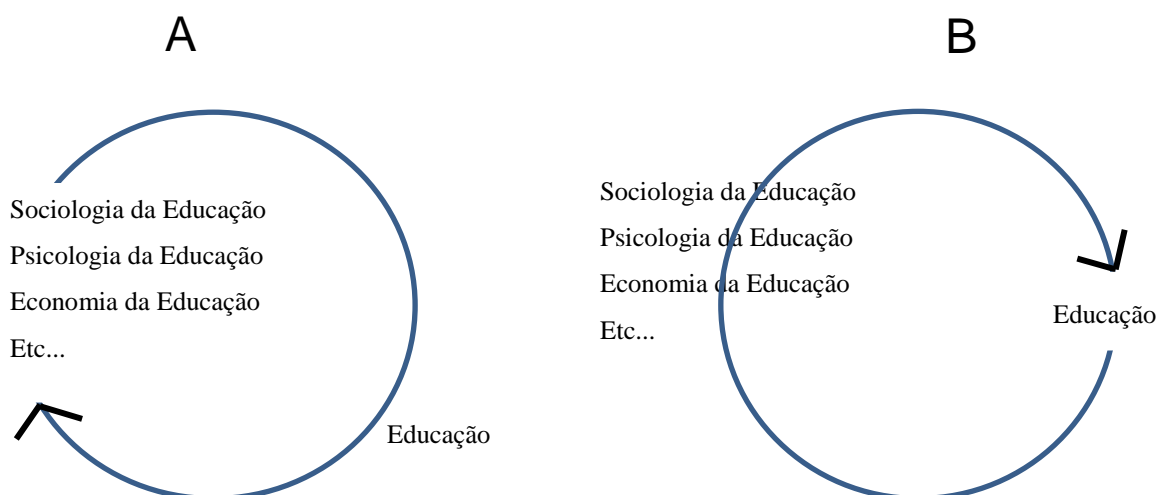 A
Sociologia da Educação
Psicologia da Educação
Economia da Educação
Etc...
Educação
B
Sociologia da Educação
Psicologia da Educação
Economia da Educação
Etc...
Educação